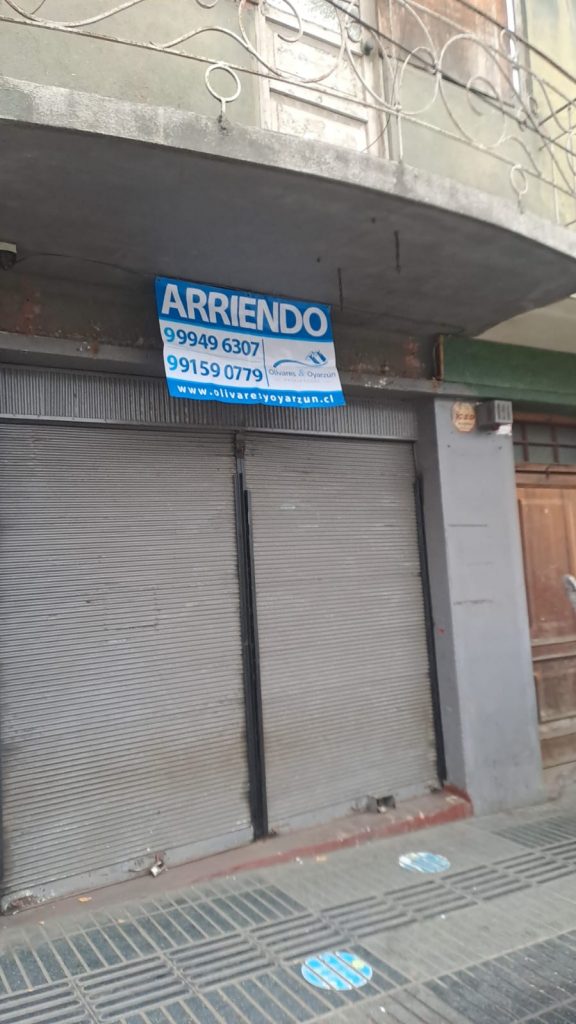 ARRIENDO
99949 6307
99159 0779
Olivares & Oyarzún
www.olivaresyoyarzun.cl